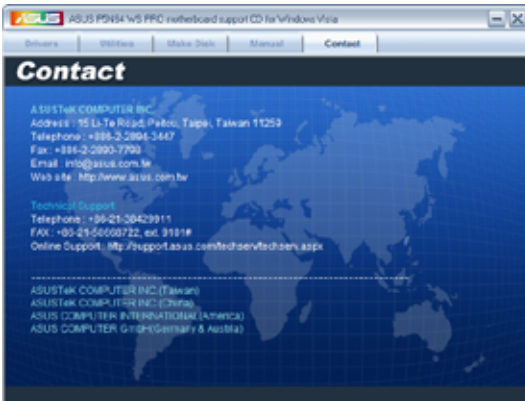 ASUS ASUS P5N64 WS PRO motherboard support CD for Windows Vista
Drivers Utilities Make Disk Manual Contact
Contact
ASUSTeK COMPUTER INC.
Address : 15 Li-Te Road, Peitou, Taipei, Taiwan 11259
Telephone : +886-2-2894-3447
Fax : +886-2-2890-7798
Email : info@asus.com.tw
Web site : http://www.asus.com.tw
Technical Support
Telephone : +86-21-38429911
FAX : +86-21-58668722, ext. 9101#
Online Support : http://support.asus.com/techserv/techserv.aspx
ASUSTeK COMPUTER INC.(Taiwan)
ASUSTeK COMPUTER INC.(China)
ASUS COMPUTER INTERNATIONAL(America)
ASUS COMPUTER GmbH(Germany & Austria)